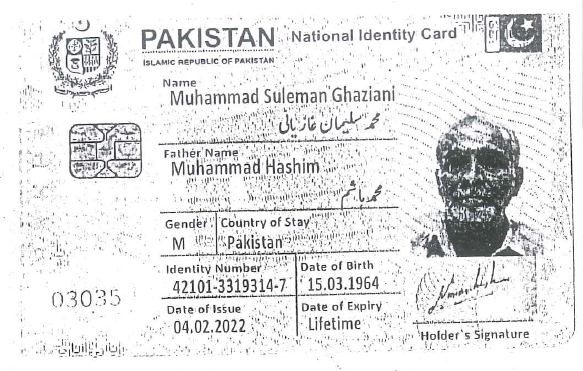 PAKISTAN National Identity Card
ISLAMIC REPUBLIC OF PAKISTAN
Name
Muhammad Suleman Ghaziani
محمد سلیمان غازیانی
Father Name
Muhammad Hashim
محمد ہاشم
Gender Country of Stay
M Pakistan
Identity Number Date of Birth
42101-3319314-7 15.03.1964
03035
Date of Issue Date of Expiry
04.02.2022 Lifetime
Holder's Signature